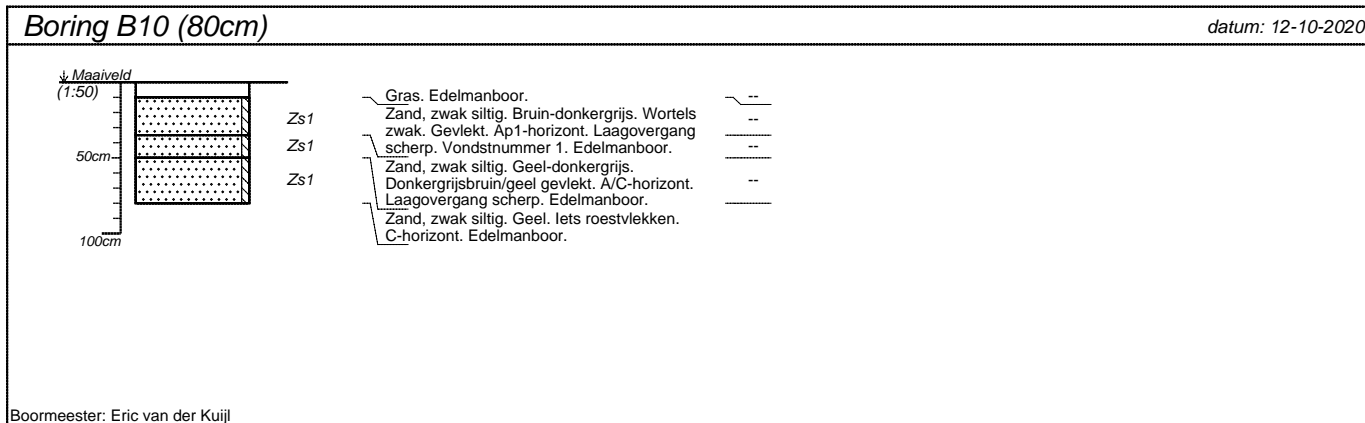 Boring B10 (80cm)
datum: 12-10-2020
Maaiveld
(1:50)
50cm
100cm
Zs1
Zs1
Zs1
Gras. Edelmanboor.
Zand, zwak siltig. Bruin-donkergrijs. Wortels
zwak. Gevlekt. Ap1-horizont. Laagovergang
scherp. Vondstnummer 1. Edelmanboor.
Zand, zwak siltig. Geel-donkergrijs.
Donkergrijsbruin/geel gevlekt. A/C-horizont.
Laagovergang scherp. Edelmanboor.
Zand, zwak siltig. Geel. Iets roestvlekken.
C-horizont. Edelmanboor.
--
--
--
--
Boormeester: Eric van der Kuijl